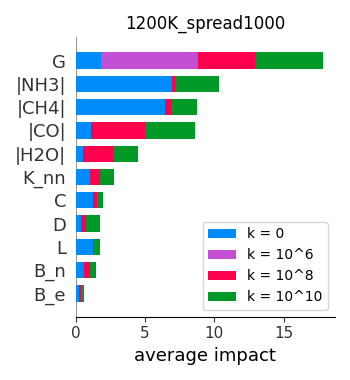 1200K_spread1000
G
|NH3|
|CH4|
|CO|
|H2O|
K_nn
C
D
L
B_n
B_e
k = 0
k = 10^6
k = 10^8
k = 10^10
0 5 10 15
average impact